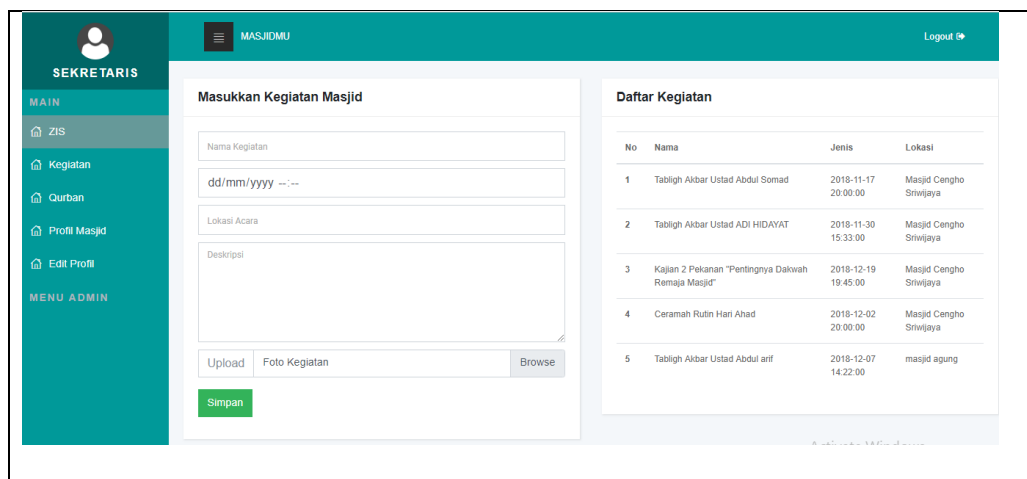 MASJIDMU
Logout
SEKRETARIS
MAIN
ZIS
Kegiatan
Qurban
Profil Masjid
Edit Profil
MENU ADMIN
Masukkan Kegiatan Masjid
Nama Kegiatan
dd/mm/yyyy --:--
Lokasi Acara
Deskripsi
Upload Foto Kegiatan Browse
Simpan
Daftar Kegiatan
No Nama Jenis Lokasi
1 Tabligh Akbar Ustad Abdul Somad 2018-11-17 Masjid Cengho
20:00:00 Sriwijaya
2 Tabligh Akbar Ustad ADI HIDAYAT 2018-11-30 Masjid Cengho
15:33:00 Sriwijaya
3 Kajian 2 Pekanan "Pentingnya Dakwah 2018-12-19 Masjid Cengho
Remaja Masjid" 19:45:00 Sriwijaya
4 Ceramah Rutin Hari Ahad 2018-12-02 Masjid Cengho
20:00:00 Sriwijaya
5 Tabligh Akbar Ustad Abdul arif 2018-12-07 masjid agung
14:22:00